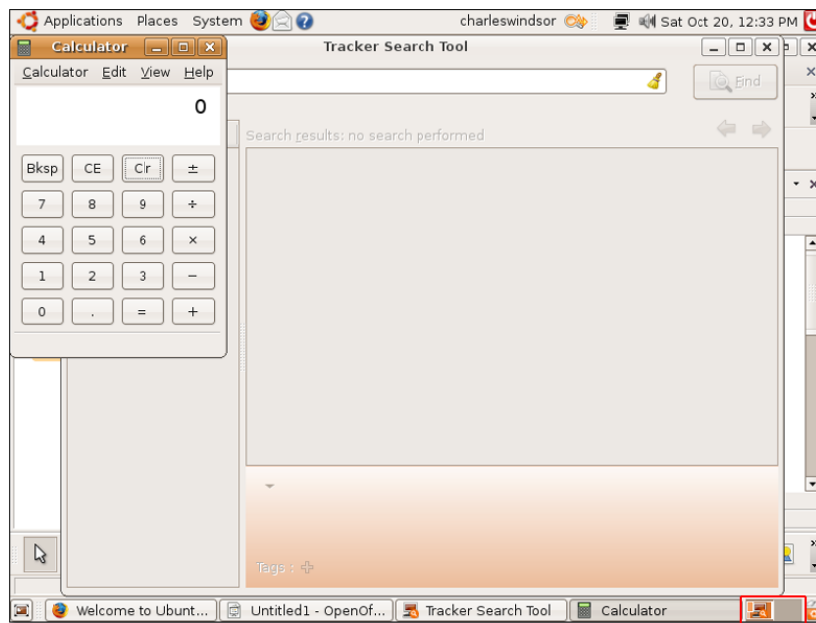 Applications Places System charleswindsor Sat Oct 20, 12:33 PM
Calculator
Calculator Edit View Help
0
Bksp CE Clr ±
7 8 9 ÷
4 5 6 ×
1 2 3 −
0 . = +
Tracker Search Tool
Find
Search results: no search performed
Tags :
Welcome to Ubunt... Untitled1 - OpenOf... Tracker Search Tool Calculator